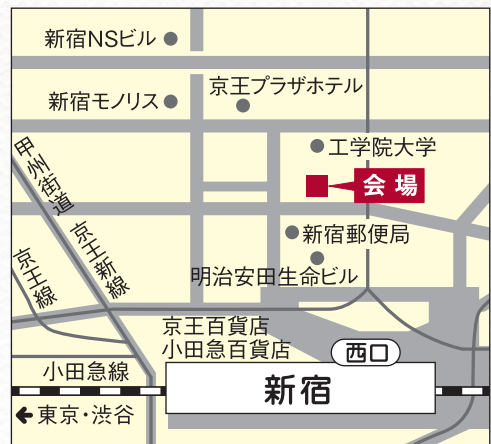 新宿NSビル
京王プラザホテル
新宿モノリス
工学院大学
会場
甲州街道
京王新線
京王線
新宿郵便局
明治安田生命ビル
京王百貨店
小田急百貨店
西口
小田急線
新宿
←東京・渋谷